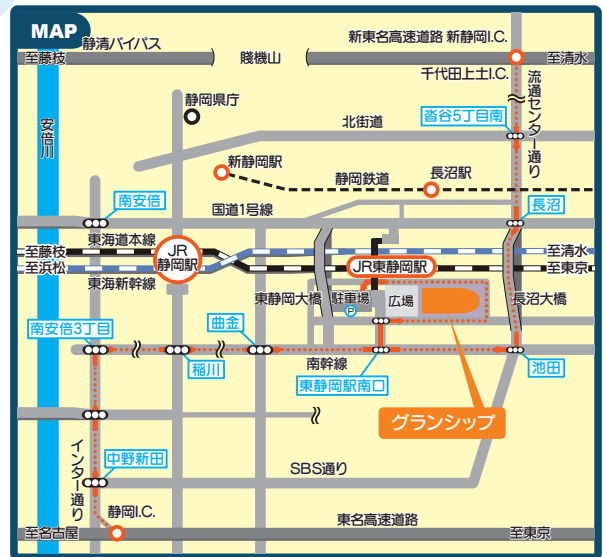 MAP
静清バイパス
至藤枝
賤機山
新東名高速道路 新静岡I.C.
至清水
千代田上土I.C.
流通センター通り
静岡県庁
安倍川
北街道
沓谷5丁目南
新静岡駅
静岡鉄道
長沼駅
南安倍
国道1号線
長沼
東海道本線
至藤枝
至浜松
JR
静岡駅
JR東静岡駅
至清水
至東京
東海道新幹線
東静岡大橋
駐車場
P
広場
長沼大橋
南安倍3丁目
曲金
稲川
南幹線
東静岡駅南口
池田
グランシップ
インター通り
中野新田
SBS通り
静岡I.C.
東名高速道路
至名古屋
至東京